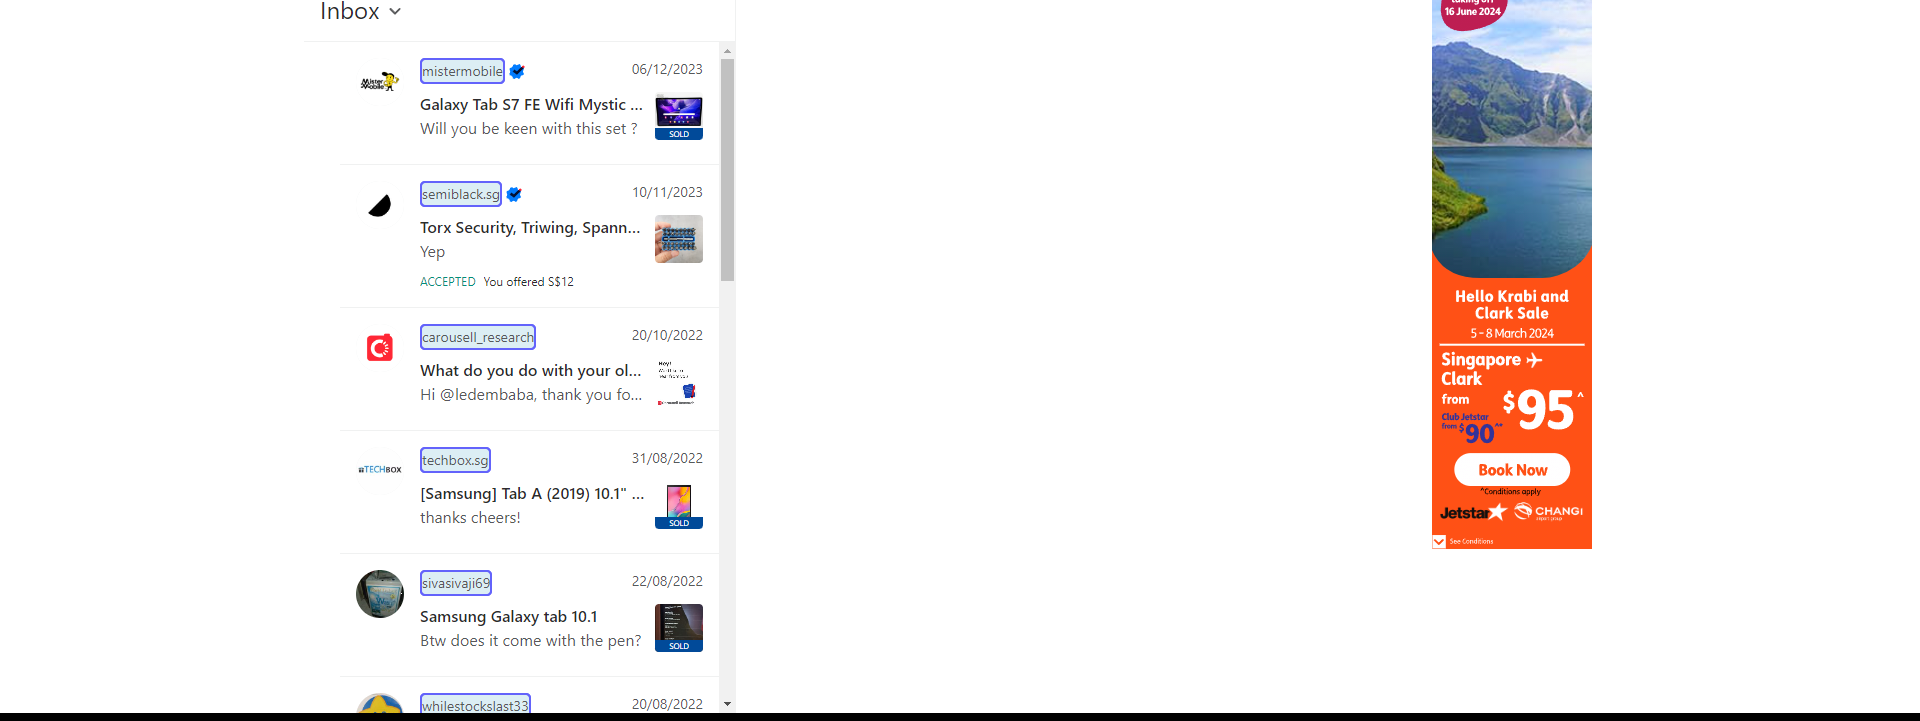 Inbox
mistermobile
06/12/2023
Mister
Mobile
Galaxy Tab S7 FE Wifi Mystic ...
Will you be keen with this set ?
SOLD
semiblack.sg
10/11/2023
Torx Security, Triwing, Spann...
Yep
ACCEPTED You offered S$12
carousell_research
20/10/2022
What do you do with your ol...
Hey!
Hi @ledembaba, thank you fo...
techbox.sg
31/08/2022
TECHBOX
[Samsung] Tab A (2019) 10.1" ...
thanks cheers!
SOLD
sivasivaji69
22/08/2022
Samsung Galaxy tab 10.1
Btw does it come with the pen?
SOLD
whilestockslast33
20/08/2022
16 June 2024
Hello Krabi and
Clark Sale
5 - 8 March 2024
Singapore
Clark
from
$95^
Club Jetstar
from $90^^
Book Now
^Conditions apply
Jetstar CHANGI
airport group
See Conditions